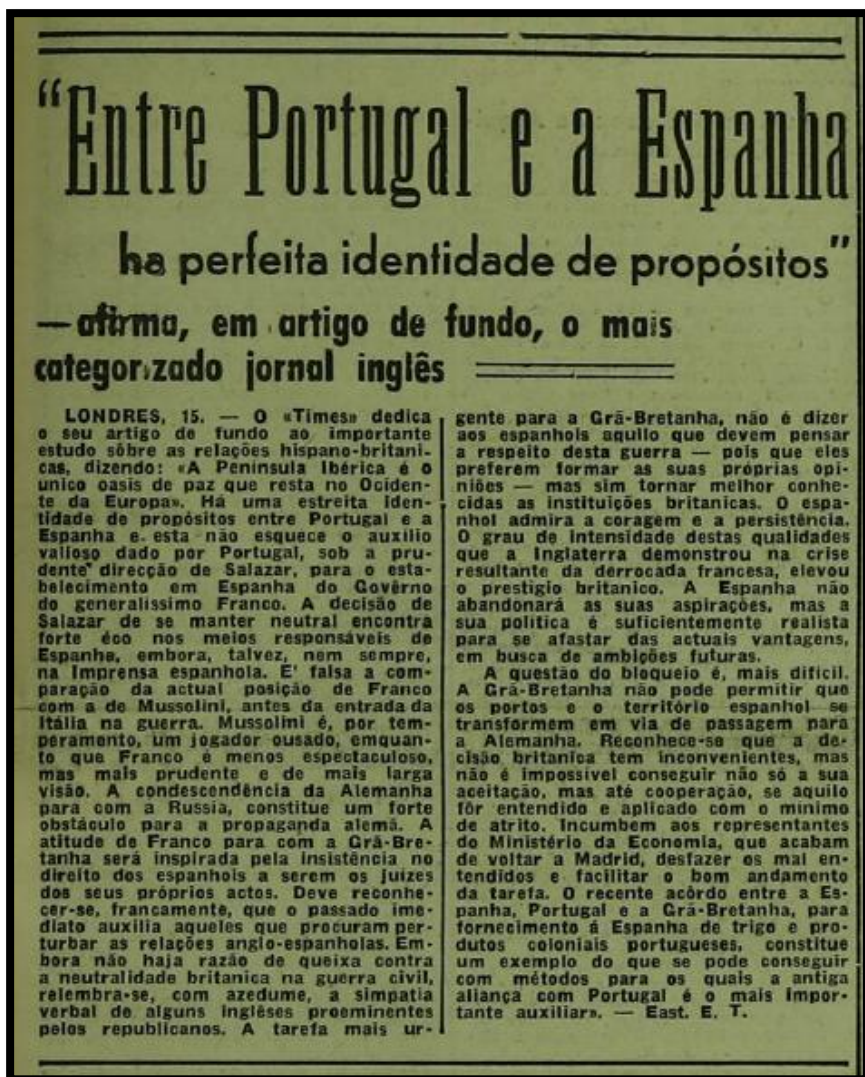 “Entre Portugal e a Espanha
ha perfeita identidade de propósitos”
— afirma, em artigo de fundo, o mais
categorizado jornal inglês
LONDRES, 15. — O «Times» dedica
o seu artigo de fundo ao importante
estudo sôbre as relações hispano-britani-
cas, dizendo: «A Peninsula Ibérica é o
unico oasis de paz que resta no Ociden-
te da Europa». Há uma estreita iden-
tidade de propósitos entre Portugal e a
Espanha e esta não esquece o auxilio
valioso dado por Portugal, sob a pru-
dente direcção de Salazar, para o esta-
belecimento em Espanha do Govêrno
do generalissimo Franco. A decisão de
Salazar de se manter neutral encontra
forte éco nos meios responsáveis de
Espanha, embora, talvez, nem sempre,
na Imprensa espanhola. E' falsa a com-
paração da actual posição de Franco
com a de Mussolini, antes da entrada da
Itália na guerra. Mussolini é, por tem-
peramento, um jogador ousado, emquan-
to que Franco é menos espectaculoso,
mas mais prudente e de mais larga
visão. A condescendência da Alemanha
para com a Russia, constitue um forte
obstáculo para a propaganda alemã. A
atitude de Franco para com a Grã-Bre-
tanha será inspirada pela insistência no
direito dos espanhois a serem os juizes
dos seus próprios actos. Deve reconhe-
cer-se, francamente, que o passado ime-
diato auxilia aqueles que procuram per-
turbar as relações anglo-espanholas. Em-
bora não haja razão de queixa contra
a neutralidade britanica na guerra civil,
relembra-se, com azedume, a simpatia
verbal de alguns inglêses proeminentes
pelos republicanos. A tarefa mais ur-
gente para a Grã-Bretanha, não é dizer
aos espanhois aquilo que devem pensar
a respeito desta guerra — pois que eles
preferem formar as suas próprias opi-
niões — mas sim tornar melhor conhe-
cidas as instituições britanicas. O espa-
nhol admira a coragem e a persistência.
O grau de intensidade destas qualidades
que a Inglaterra demonstrou na crise
resultante da derrocada francesa, elevou
o prestigio britanico. A Espanha não
abandonará as suas aspirações, mas a
sua politica é suficientemente realista
para se afastar das actuais vantagens,
em busca de ambições futuras.
A questão do bloqueio é, mais dificil.
A Grã-Bretanha não pode permitir que
os portos e o território espanhol se
transformem em via de passagem para
a Alemanha. Reconhece-se que a de-
cisão britanica tem inconvenientes, mas
não é impossivel conseguir não só a sua
aceitação, mas até cooperação, se aquilo
fôr entendido e aplicado com o minimo
de atrito. Incumbem aos representantes
do Ministério da Economia, que acabam
de voltar a Madrid, desfazer os mal en-
tendidos e facilitar o bom andamento
da tarefa. O recente acôrdo entre a Es-
panha, Portugal e a Grã-Bretanha, para
fornecimento á Espanha de trigo e pro-
dutos coloniais portugueses, constitue
um exemplo do que se pode conseguir
com métodos para os quais a antiga
aliança com Portugal é o mais impor-
tante auxiliar». — East. E. T.